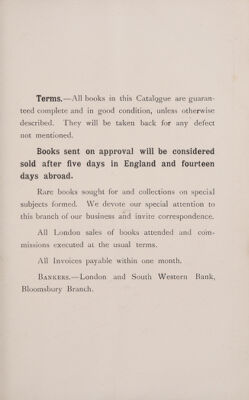 Terms.—All books in this Catalogue are guaran-
teed complete and in good condition, unless otherwise
described. They will be taken back for any defect
not mentioned.
Books sent on approval will be considered
sold after five days in England and fourteen
days abroad.
Rare books sought for and collections on special
subjects formed. We devote our special attention to
this branch of our business and invite correspondence.
All London sales of books attended and com-
missions executed at the usual terms.
All Invoices payable within one month.
Bankers.—London and South Western Bank,
Bloomsbury Branch.